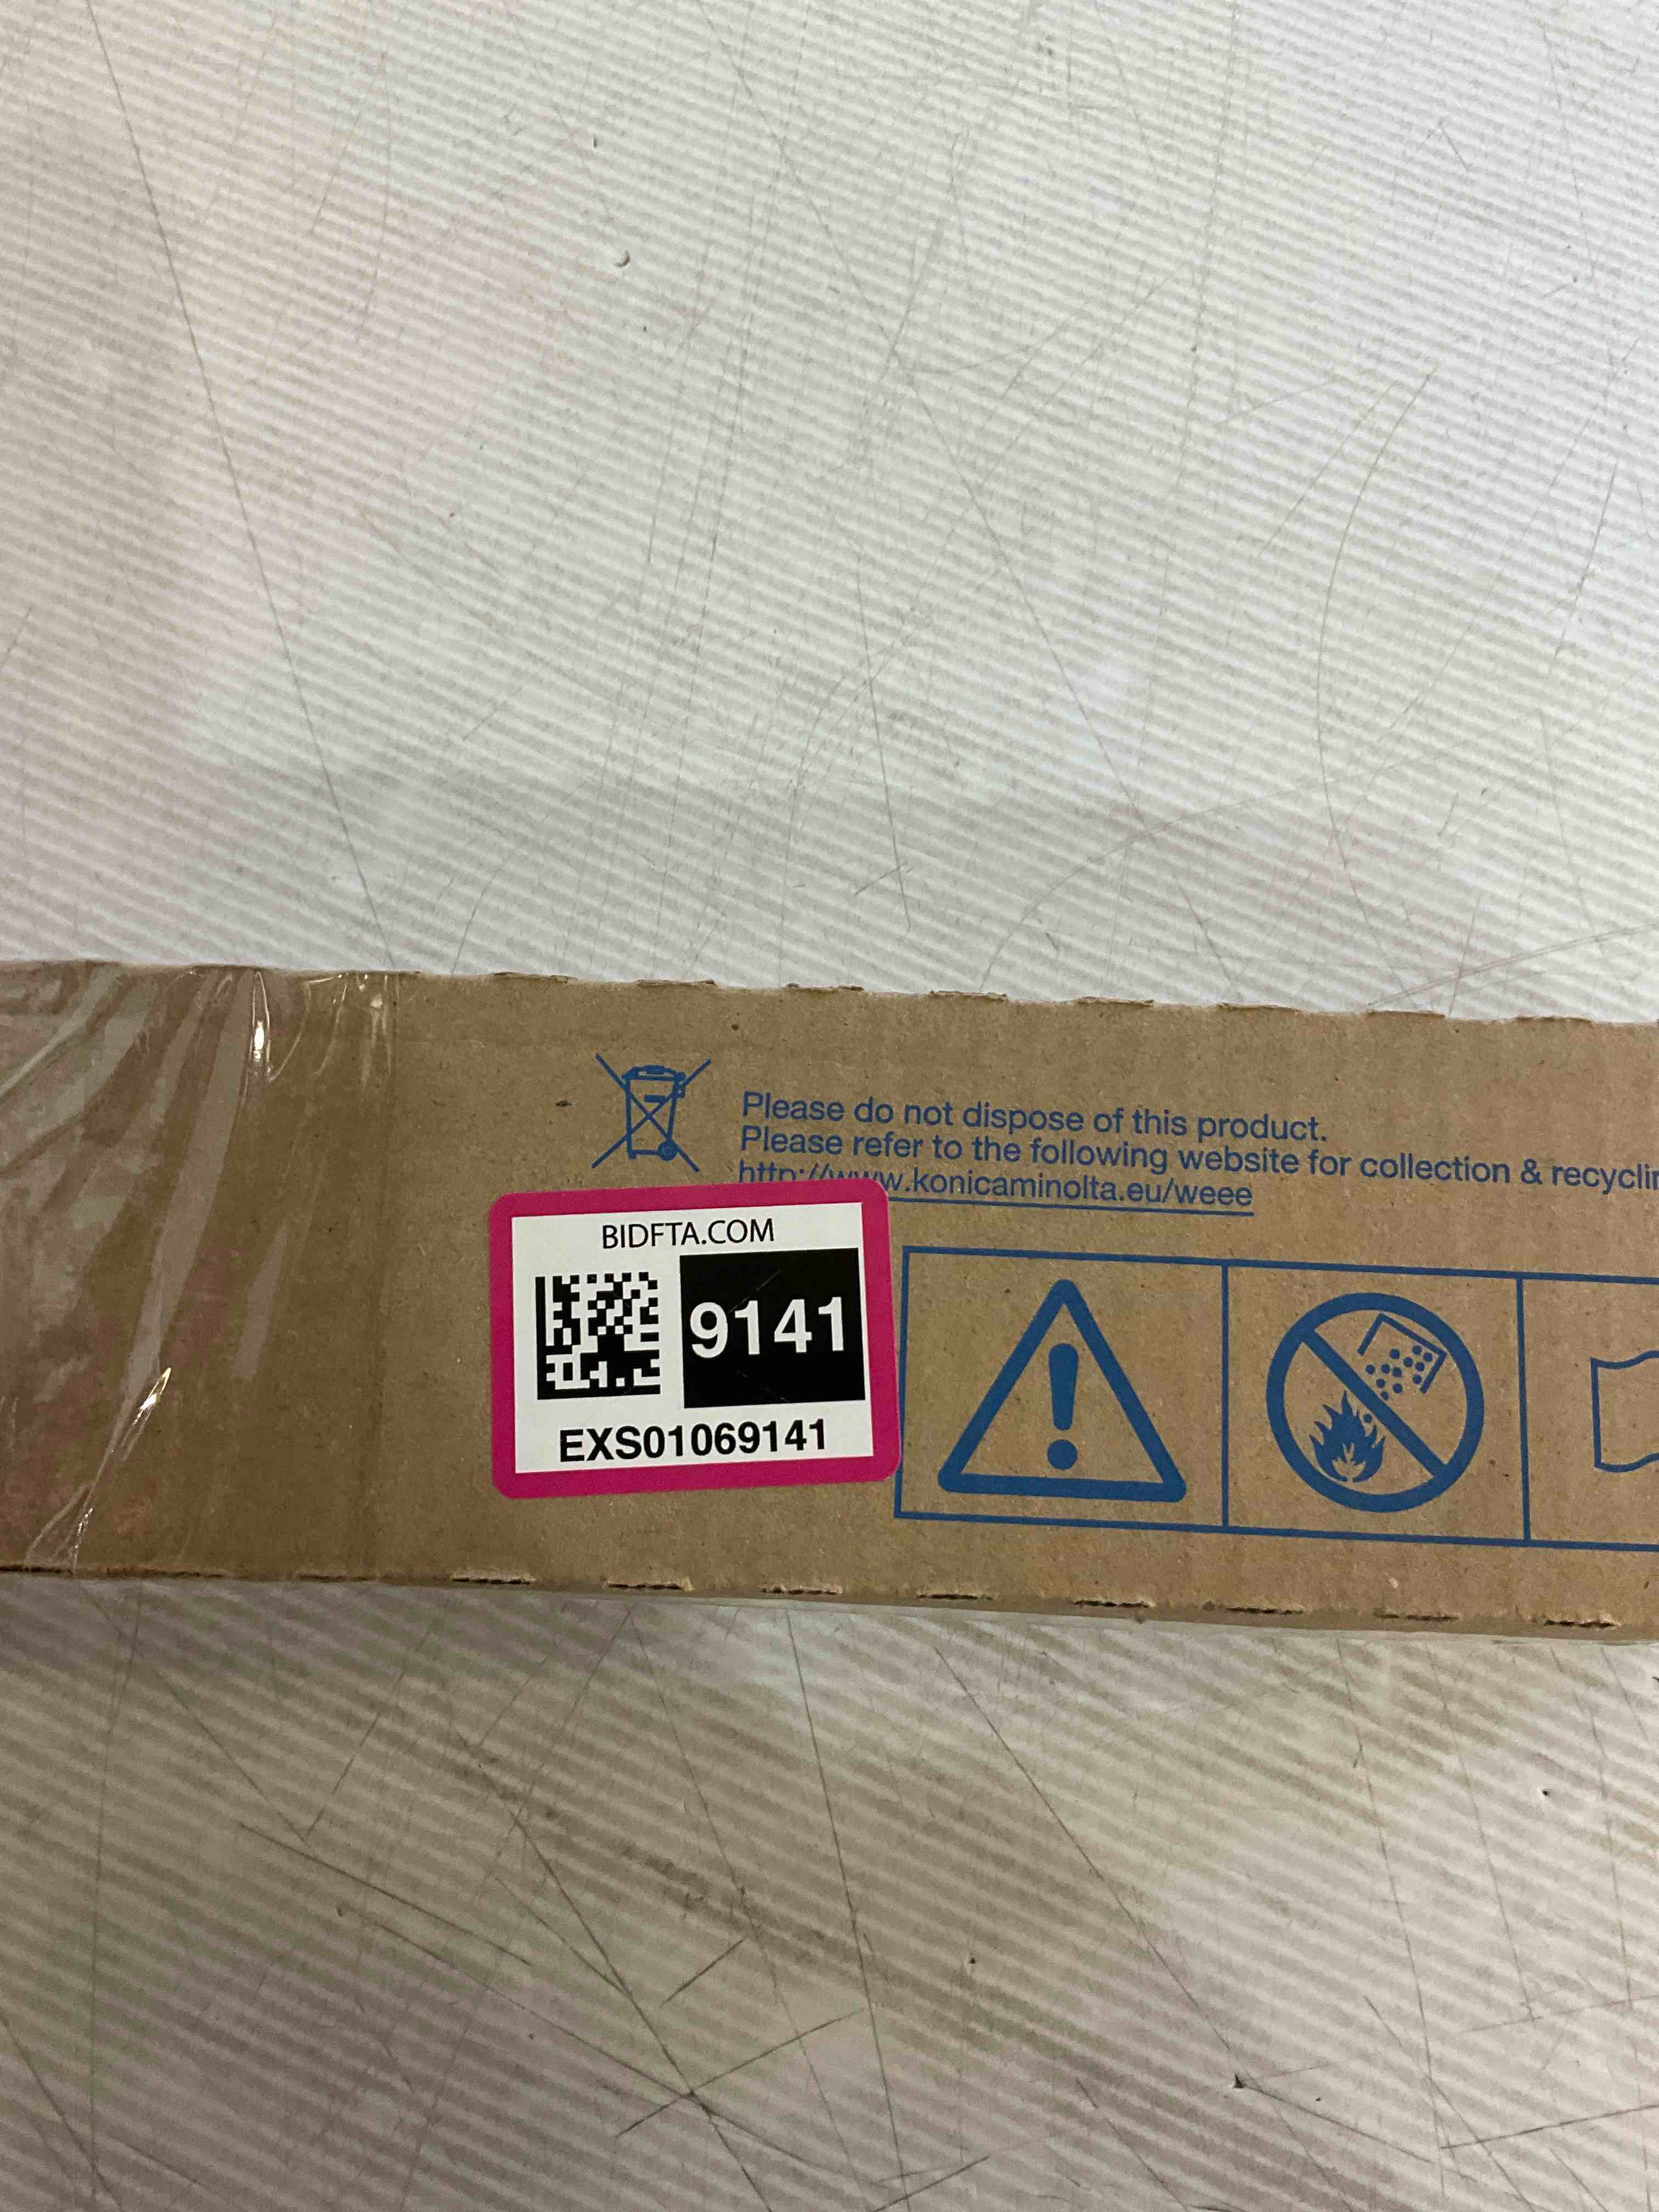 Please do not dispose of this product.
Please refer to the following website for collection & recyclin
http://www.konicaminolta.eu/weee
BIDFTA.COM
9141
EXS01069141